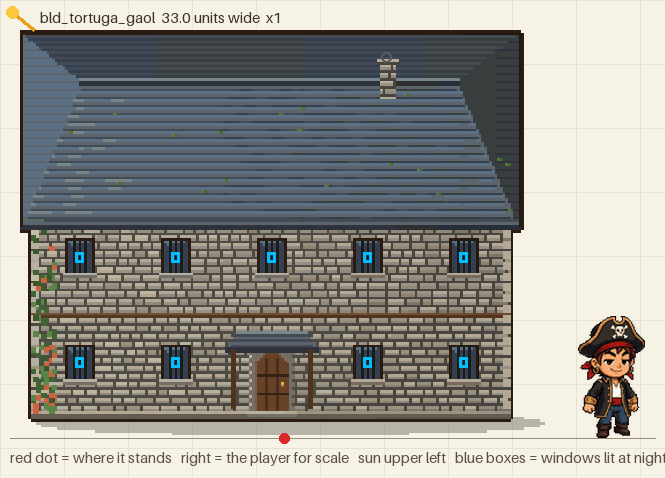 bld_tortuga_gaol 33.0 units wide x1
red dot = where it stands right = the player for scale sun upper left blue boxes = windows lit at night